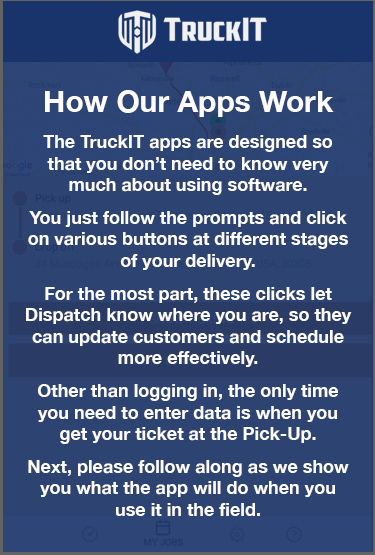 TRUCKIT
How Our Apps Work
The TruckIT apps are designed so
that you don't need to know very
much about using software.
You just follow the prompts and click
on various buttons at different stages
of your delivery.
For the most part, these clicks let
Dispatch know where you are, so they
can update customers and schedule
more effectively.
Other than logging in, the only time
you need to enter data is when you
get your ticket at the Pick-Up.
Next, please follow along as we show
you what the app will do when you
use it in the field.
Pick up
MY JOBS